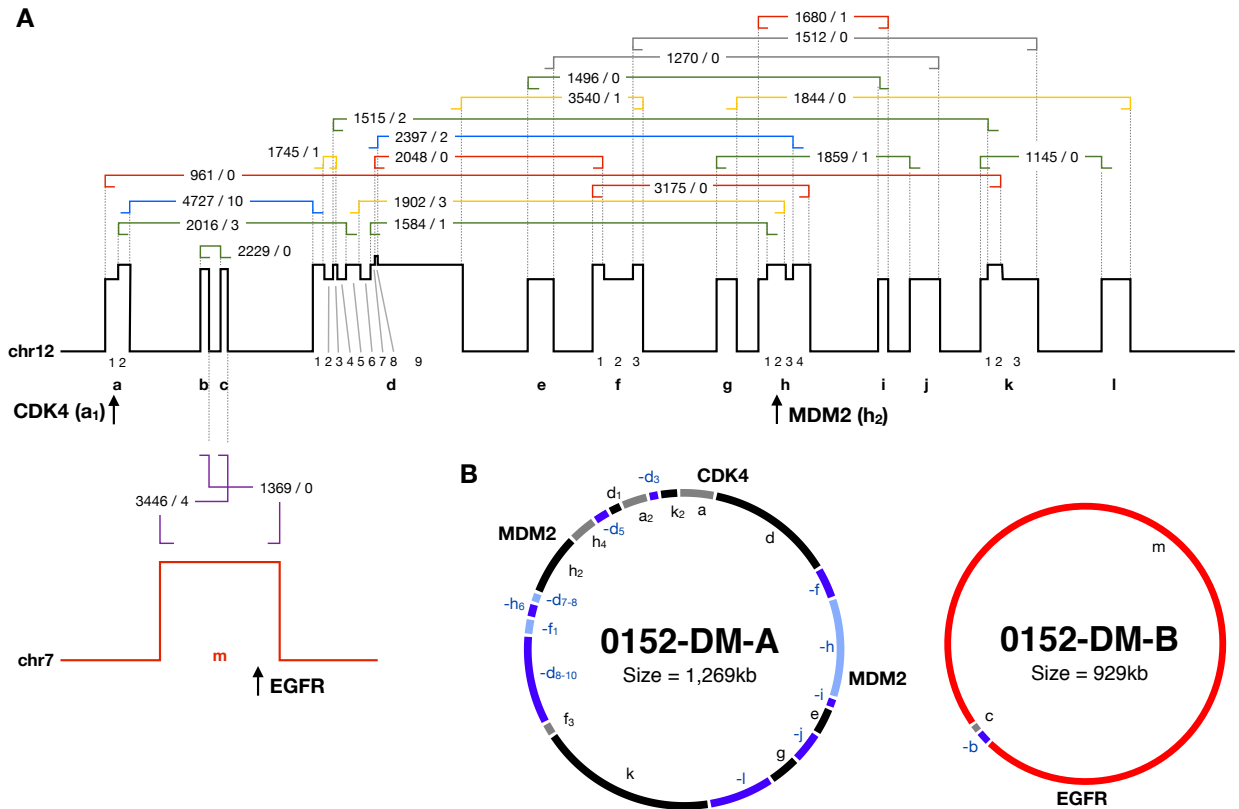 A
1680 / 1
1512 / 0
1270 / 0
1496 / 0
3540 / 1
1844 / 0
1515 / 2
2397 / 2
1745 / 1
2048 / 0
1859 / 1
1145 / 0
961 / 0
3175 / 0
4727 / 10
1902 / 3
2016 / 3
1584 / 1
2229 / 0
chr12
1 2
1 2 3 4 5 6 7 8 9
1 2 3
1 2 3 4
1 2 3
a b c d e f g h i j k l
CDK4 (a1)
MDM2 (h2)
3446 / 4
1369 / 0
chr7
m
EGFR
B
CDK4
-d3
d1
a2
k2
a
MDM2
h4
-d5
d
m
h2
-f
-d7-8
-h6
-f1
0152-DM-A
Size = 1,269kb
-h
0152-DM-B
Size = 929kb
-d8-10
MDM2
-i
e
f3
-j
c
g
-b
k
-l
EGFR